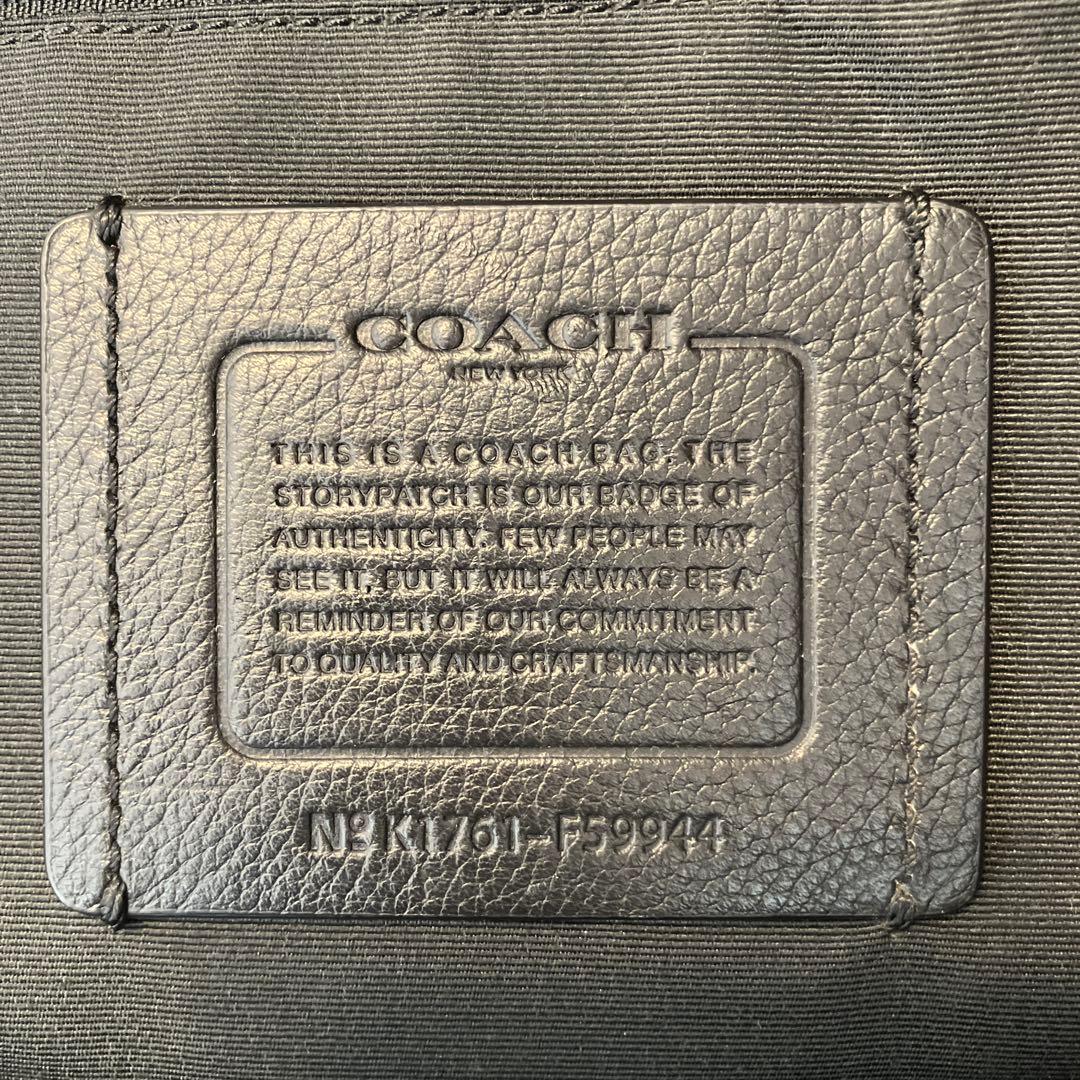 COACH
NEW YORK
THIS IS A COACH BAG. THE
STORYPATCH IS OUR BADGE OF
AUTHENTICITY. FEW PEOPLE MAY
SEE IT, BUT IT WILL ALWAYS BE A
REMINDER OF OUR COMMITMENT
TO QUALITY AND CRAFTSMANSHIP.
Nº K1761-F59944